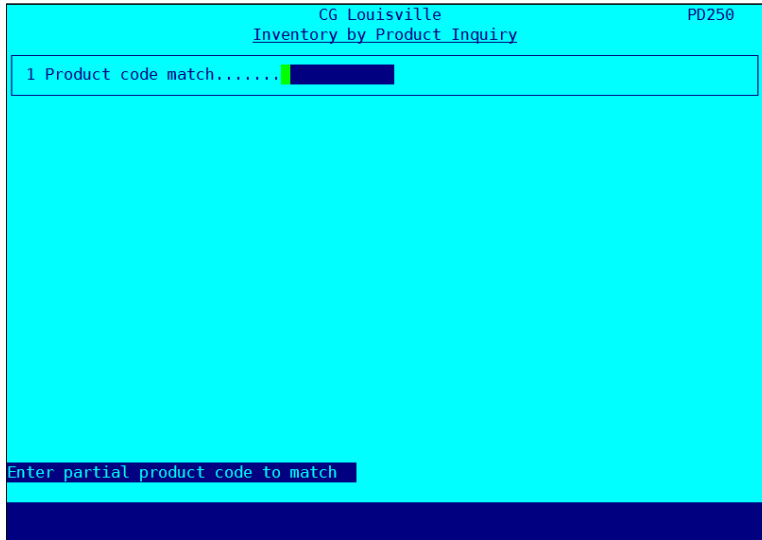 CG Louisville PD250
Inventory by Product Inquiry
1 Product code match.......
Enter partial product code to match